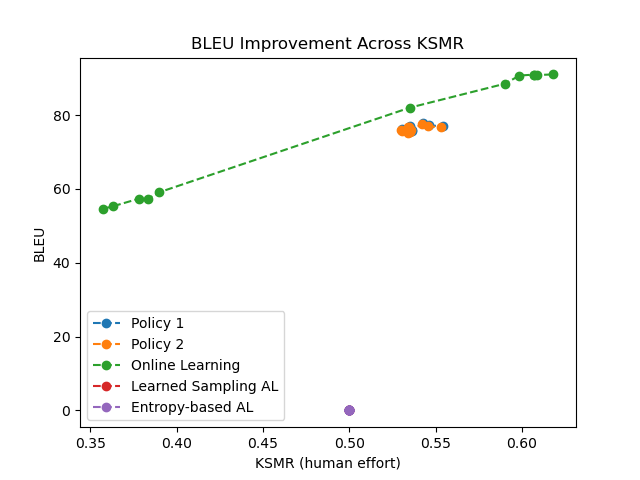 BLEU Improvement Across KSMR
BLEU
80
60
40
20
0
Policy 1
Policy 2
Online Learning
Learned Sampling AL
Entropy-based AL
0.35 0.40 0.45 0.50 0.55 0.60
KSMR (human effort)